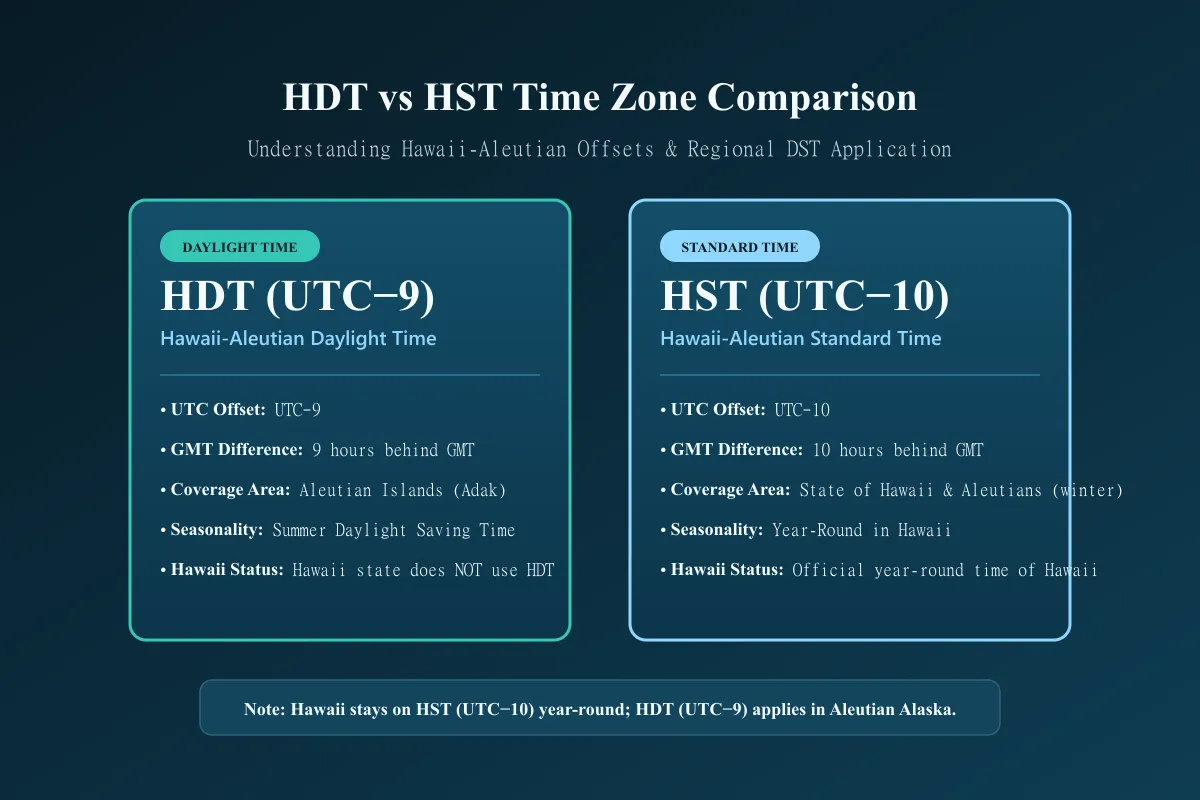 HDT vs HST Time Zone Comparison
Understanding Hawaii-Aleutian Offsets & Regional DST Application
DAYLIGHT TIME
HDT (UTC−9)
Hawaii-Aleutian Daylight Time
• UTC Offset: UTC-9
• GMT Difference: 9 hours behind GMT
• Coverage Area: Aleutian Islands (Adak)
• Seasonality: Summer Daylight Saving Time
• Hawaii Status: Hawaii state does NOT use HDT
STANDARD TIME
HST (UTC−10)
Hawaii-Aleutian Standard Time
• UTC Offset: UTC-10
• GMT Difference: 10 hours behind GMT
• Coverage Area: State of Hawaii & Aleutians (winter)
• Seasonality: Year-Round in Hawaii
• Hawaii Status: Official year-round time of Hawaii
Note: Hawaii stays on HST (UTC−10) year-round; HDT (UTC−9) applies in Aleutian Alaska.